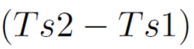 (Ts2 − Ts1)